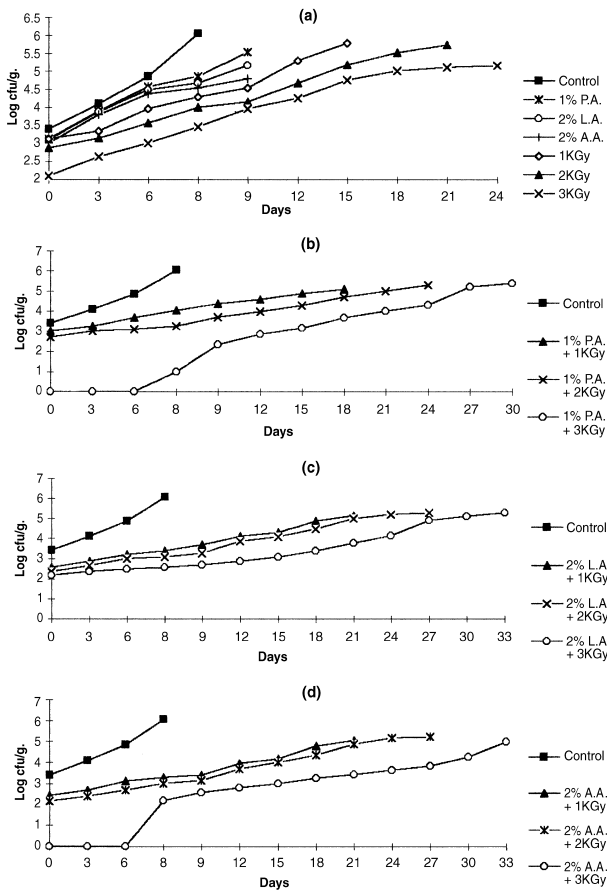 (a)
Log cfu/g.
6.5
6
5.5
5
4.5
4
3.5
3
2.5
2
0 3 6 8 9 12 15 18 21 24
Days
Control
1% P.A.
2% L.A.
2% A.A.
1KGy
2KGy
3KGy
(b)
Log cfu/g.
7
6
5
4
3
2
1
0
0 3 6 8 9 12 15 18 21 24 27 30
Days
Control
1% P.A.
+ 1KGy
1% P.A.
+ 2KGy
1% P.A.
+ 3KGy
(c)
Log cfu/g.
7
6
5
4
3
2
1
0
0 3 6 8 9 12 15 18 21 24 27 30 33
Days
Control
2% L.A
+ 1KGy
2% L.A
+ 2KGy
2% L.A
+ 3KGy
(d)
Log cfu/g.
7
6
5
4
3
2
1
0
0 3 6 8 9 12 15 18 21 24 27 30 33
Days
Control
2% A.A.
+ 1KGy
2% A.A.
+ 2KGy
2% A.A.
+ 3KGy